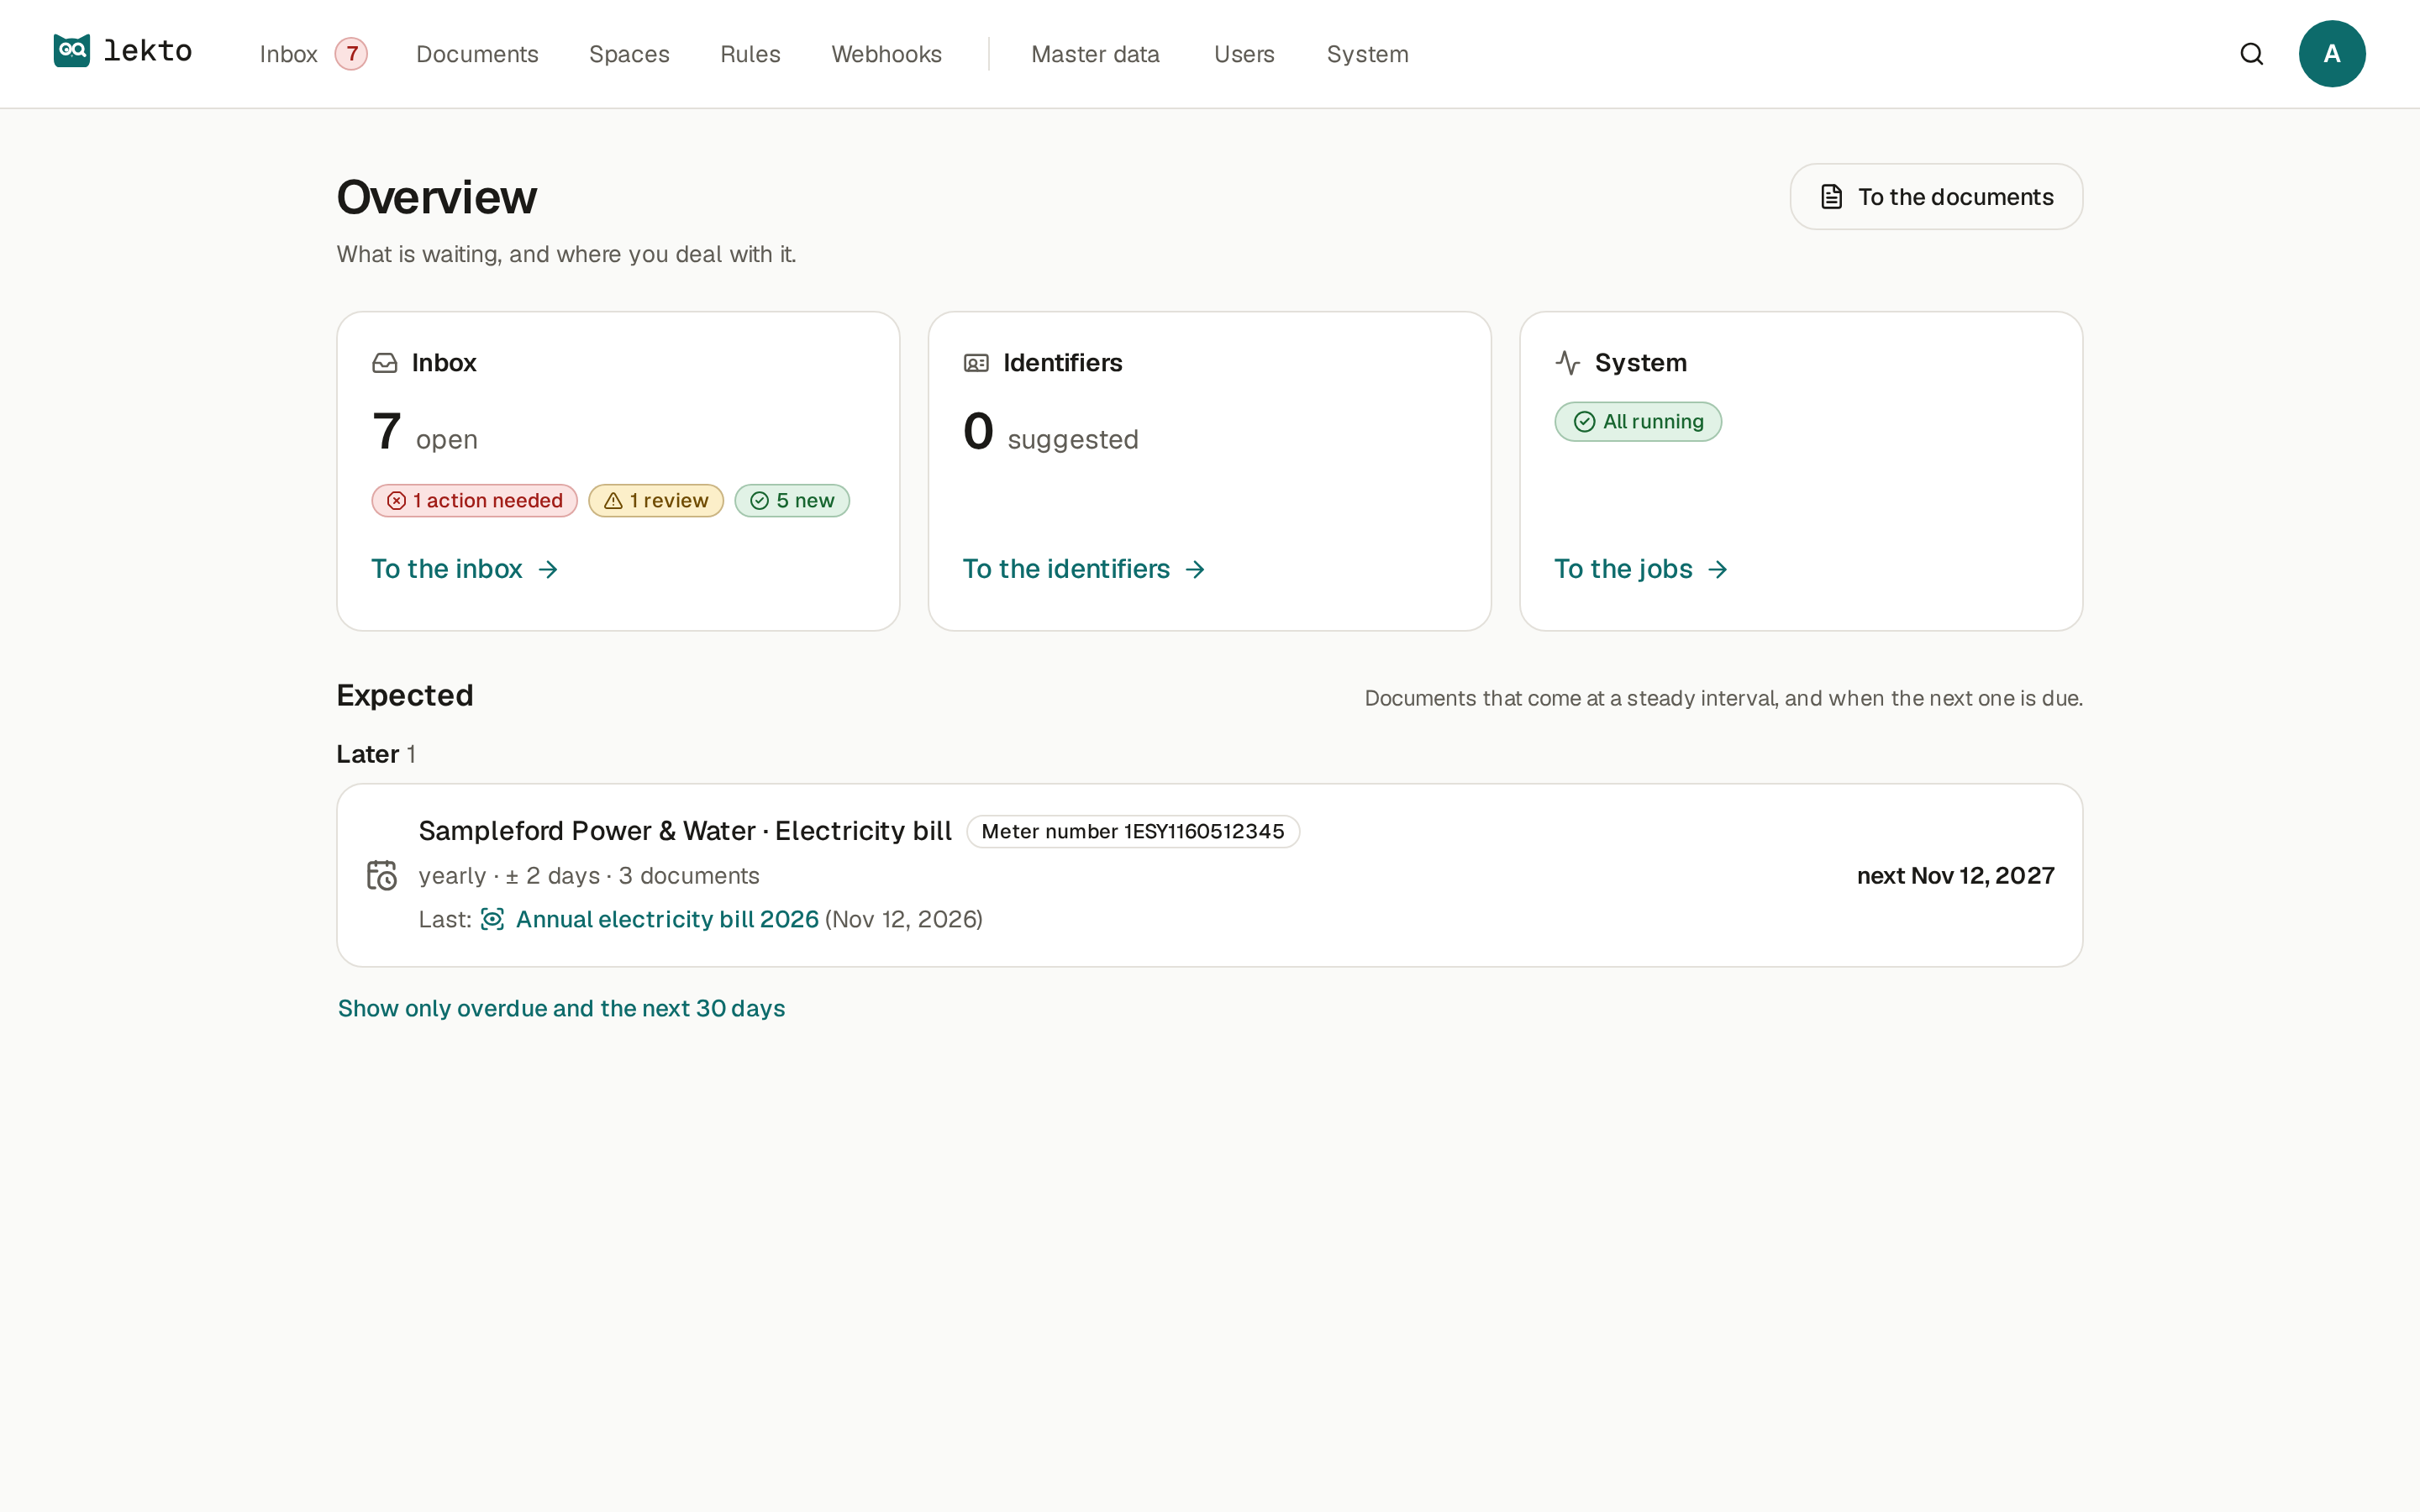 lekto
Inbox 7 Documents Spaces Rules Webhooks Master data Users System A
Overview
To the documents
What is waiting, and where you deal with it.
Inbox
7 open
1 action needed 1 review 5 new
To the inbox →
Identifiers
0 suggested
To the identifiers →
System
All running
To the jobs →
Expected
Documents that come at a steady interval, and when the next one is due.
Later 1
Sampleford Power & Water · Electricity bill Meter number 1ESY1160512345
yearly · ± 2 days · 3 documents
next Nov 12, 2027
Last: Annual electricity bill 2026 (Nov 12, 2026)
Show only overdue and the next 30 days